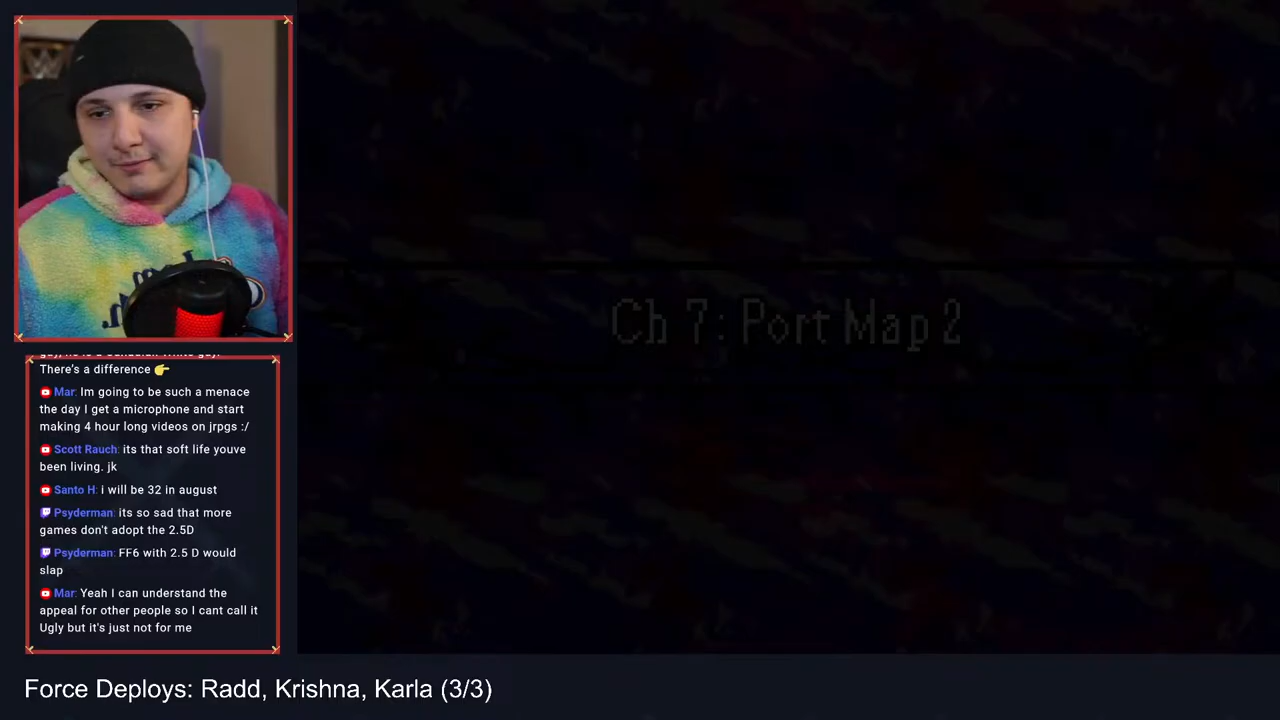 Ch 7: Port Map 2
There's a difference 👉
Mar: Im going to be such a menace
the day I get a microphone and start
making 4 hour long videos on jrpgs :/
Scott Rauch: its that soft life youve
been living. jk
Santo H: i will be 32 in august
Psyderman: its so sad that more
games don't adopt the 2.5D
Psyderman: FF6 with 2.5 D would
slap
Mar: Yeah I can understand the
appeal for other people so I cant call it
Ugly but it's just not for me
Force Deploys: Radd, Krishna, Karla (3/3)